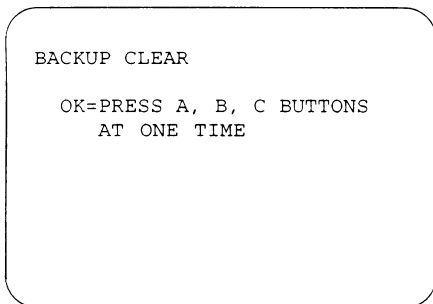 BACKUP CLEAR
OK=PRESS A, B, C BUTTONS
AT ONE TIME